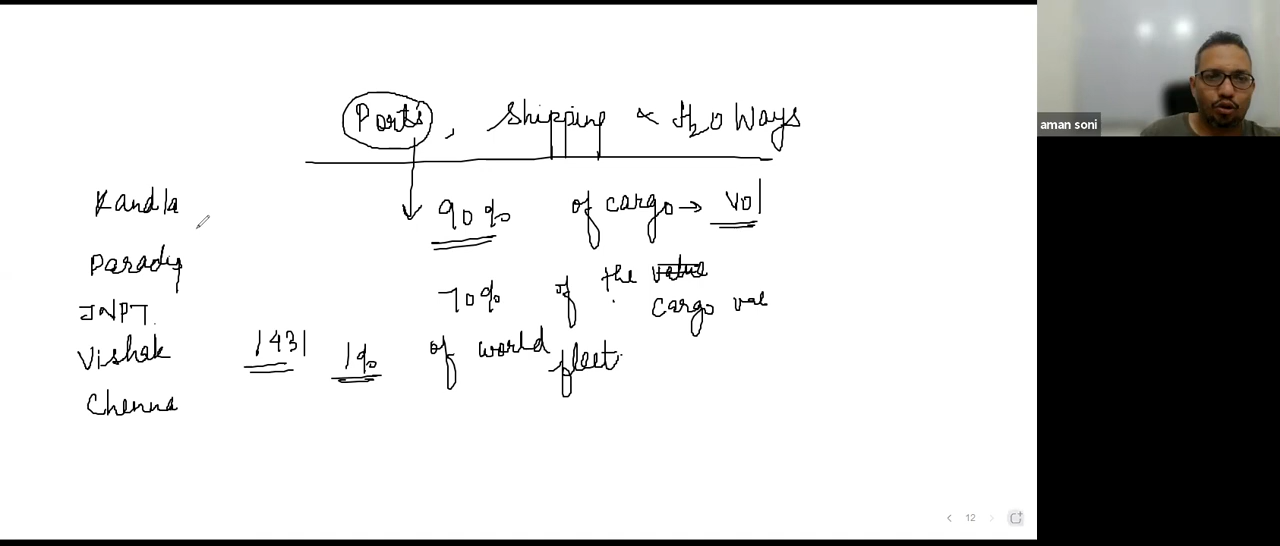 Ports, Shipping & H2O Ways
90% of cargo → vol
70% of the value
cargo val
1431 1% of world fleet
Kandla
Paradip
JNPT
Vishak
Chenna
12
aman soni